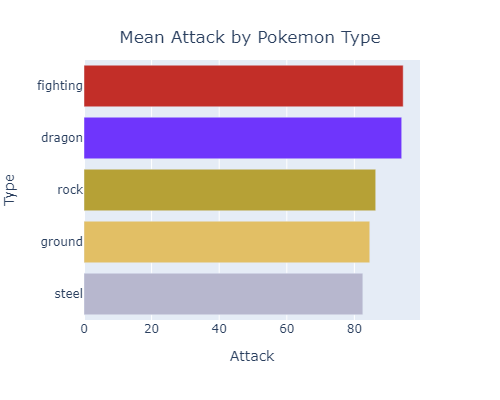 Mean Attack by Pokemon Type
fighting
dragon
rock
ground
steel
0 20 40 60 80
Attack
Type